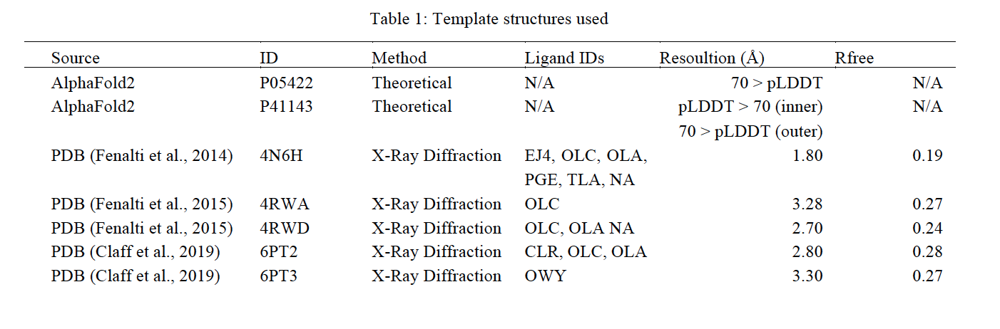 Table 1: Template structures used
Source ID Method Ligand IDs Resoultion (Å) Rfree
AlphaFold2 P05422 Theoretical N/A 70 > pLDDT N/A
AlphaFold2 P41143 Theoretical N/A pLDDT > 70 (inner) N/A
70 > pLDDT (outer)
PDB (Fenalti et al., 2014) 4N6H X-Ray Diffraction EJ4, OLC, OLA, 1.80 0.19
PGE, TLA, NA
PDB (Fenalti et al., 2015) 4RWA X-Ray Diffraction OLC 3.28 0.27
PDB (Fenalti et al., 2015) 4RWD X-Ray Diffraction OLC, OLA NA 2.70 0.24
PDB (Claff et al., 2019) 6PT2 X-Ray Diffraction CLR, OLC, OLA 2.80 0.28
PDB (Claff et al., 2019) 6PT3 X-Ray Diffraction OWY 3.30 0.27